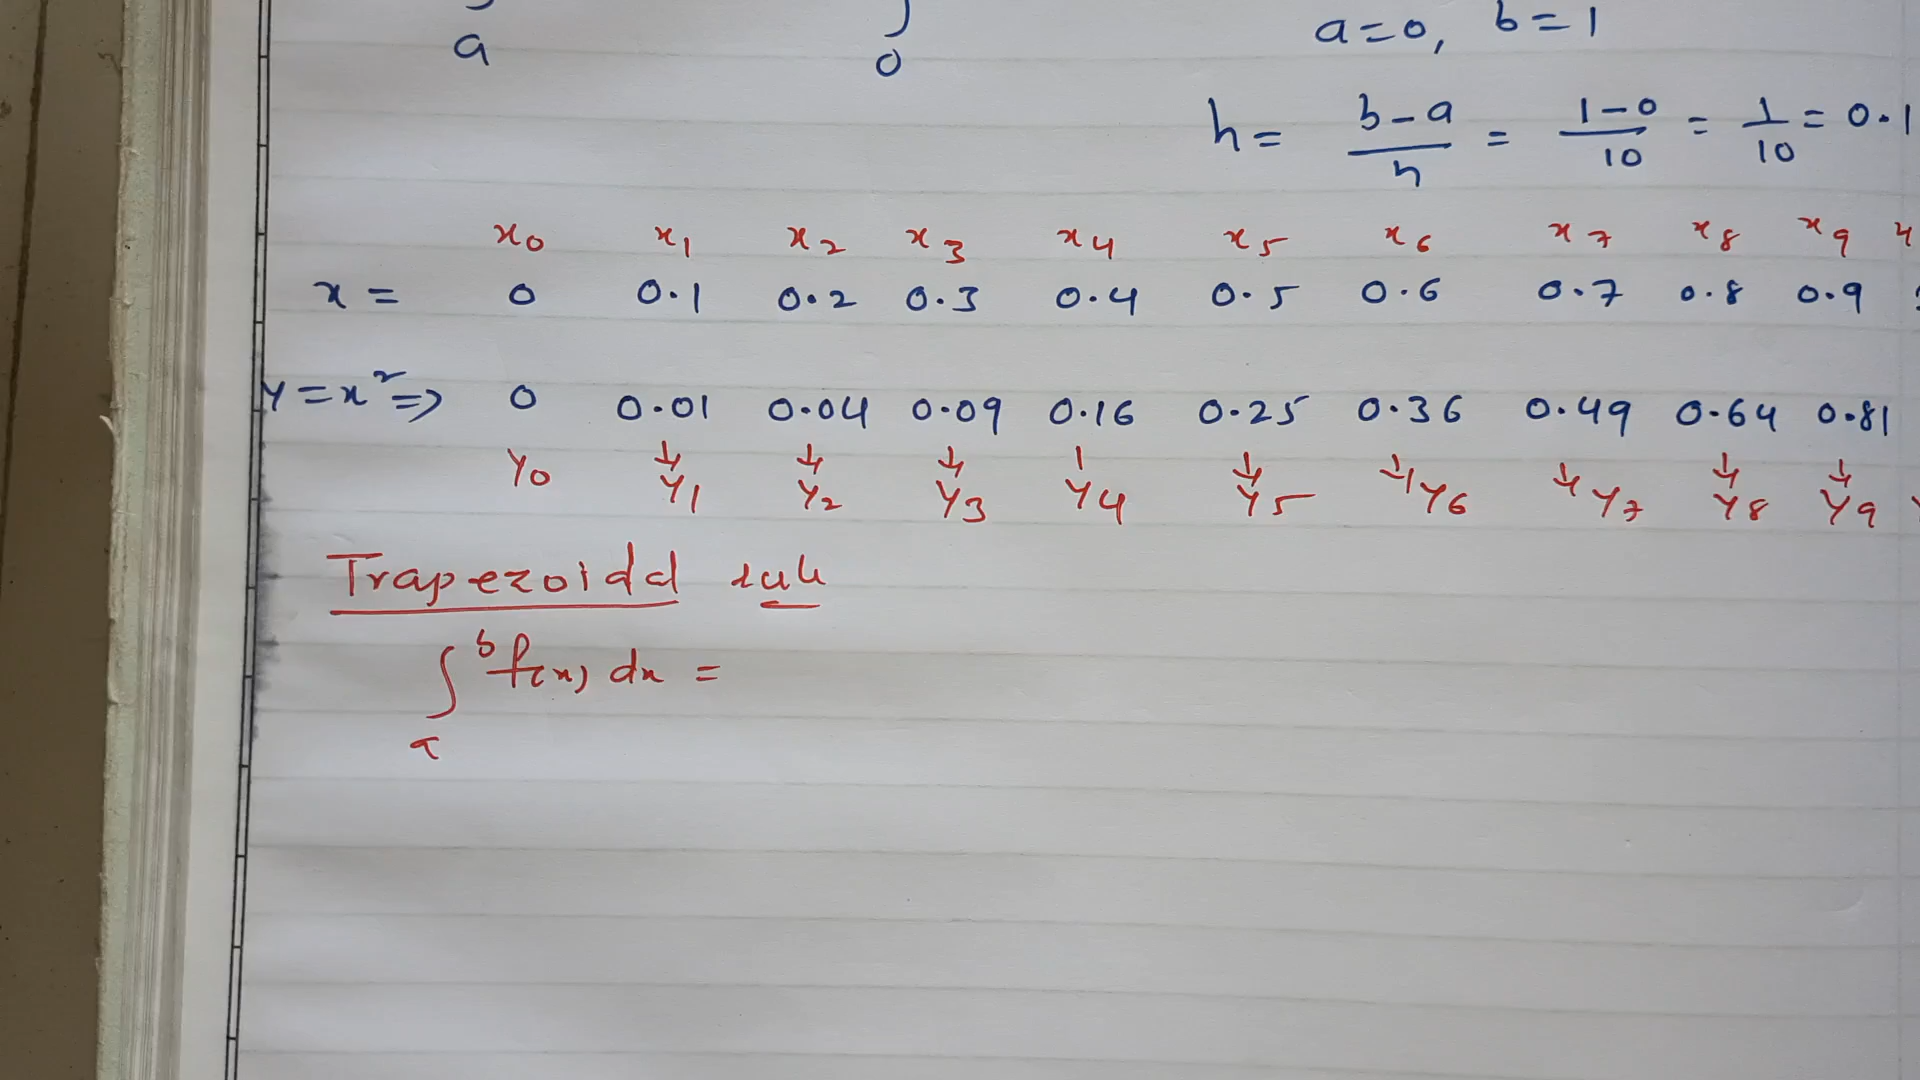 a 0 a=0, b=1
h = b-a/n = 1-0/10 = 1/10 = 0.1
x0 x1 x2 x3 x4 x5 x6 x7 x8 x9
x = 0 0.1 0.2 0.3 0.4 0.5 0.6 0.7 0.8 0.9
y=x²⇒ 0 0.01 0.04 0.09 0.16 0.25 0.36 0.49 0.64 0.81
y0 ↓y1 ↓y2 ↓y3 y4 ↓y5 ↓y6 ↓y7 ↓y8 ↓y9
Trapezoidal rule
∫ₐᵇ f(x) dx =